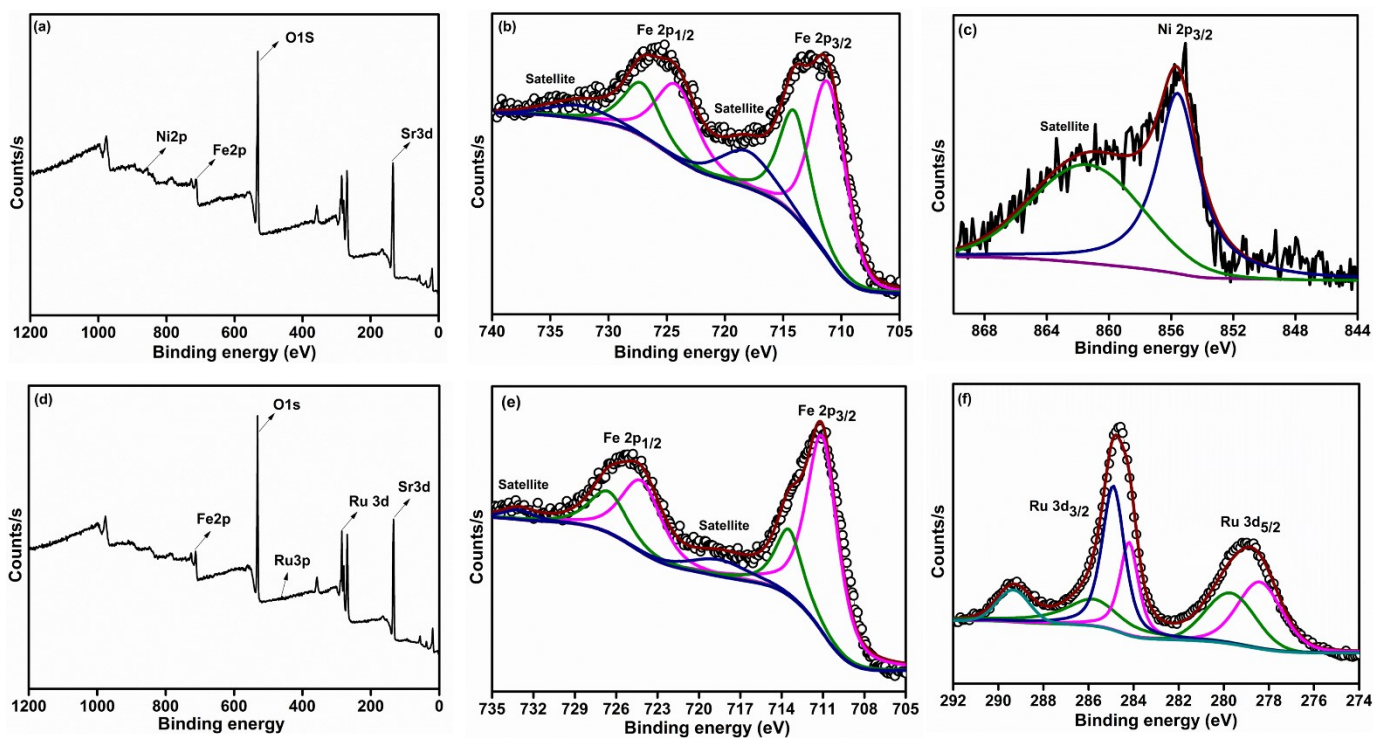 (a)
O1S
Ni2p
Fe2p
Sr3d
Counts/s
1200 1000 800 600 400 200 0
Binding energy (eV)
(b)
Fe 2p1/2
Fe 2p3/2
Satellite
Satellite
Counts/s
740 735 730 725 720 715 710 705
Binding energy (eV)
(c)
Ni 2p3/2
Satellite
Counts/s
868 864 860 856 852 848 844
Binding energy (eV)
(d)
O1s
Fe2p
Ru3p
Ru 3d
Sr3d
Counts/s
1200 1000 800 600 400 200 0
Binding energy
(e)
Fe 2p3/2
Fe 2p1/2
Satellite
Satellite
Counts/s
735 732 729 726 723 720 717 714 711 708 705
Binding energy (eV)
(f)
Ru 3d3/2
Ru 3d5/2
Counts/s
292 290 288 286 284 282 280 278 276 274
Binding energy (eV)